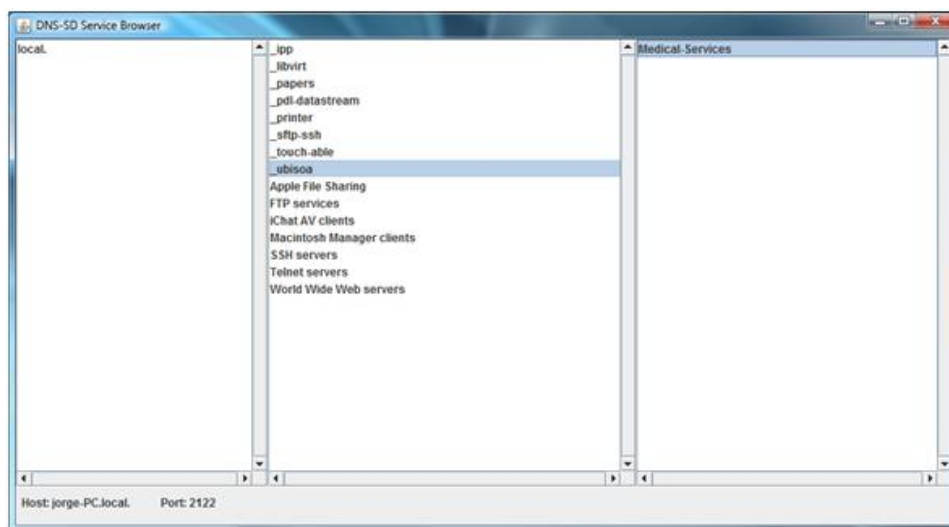 DNS-SD Service Browser
local.
_ipp
_libvirt
_papers
_pdl-datastream
_printer
_sftp-ssh
_touch-able
_ubisoa
Apple File Sharing
FTP services
iChat AV clients
Macintosh Manager clients
SSH servers
Telnet servers
World Wide Web servers
Medical-Services
Host: jorge-PC.local. Port: 2122